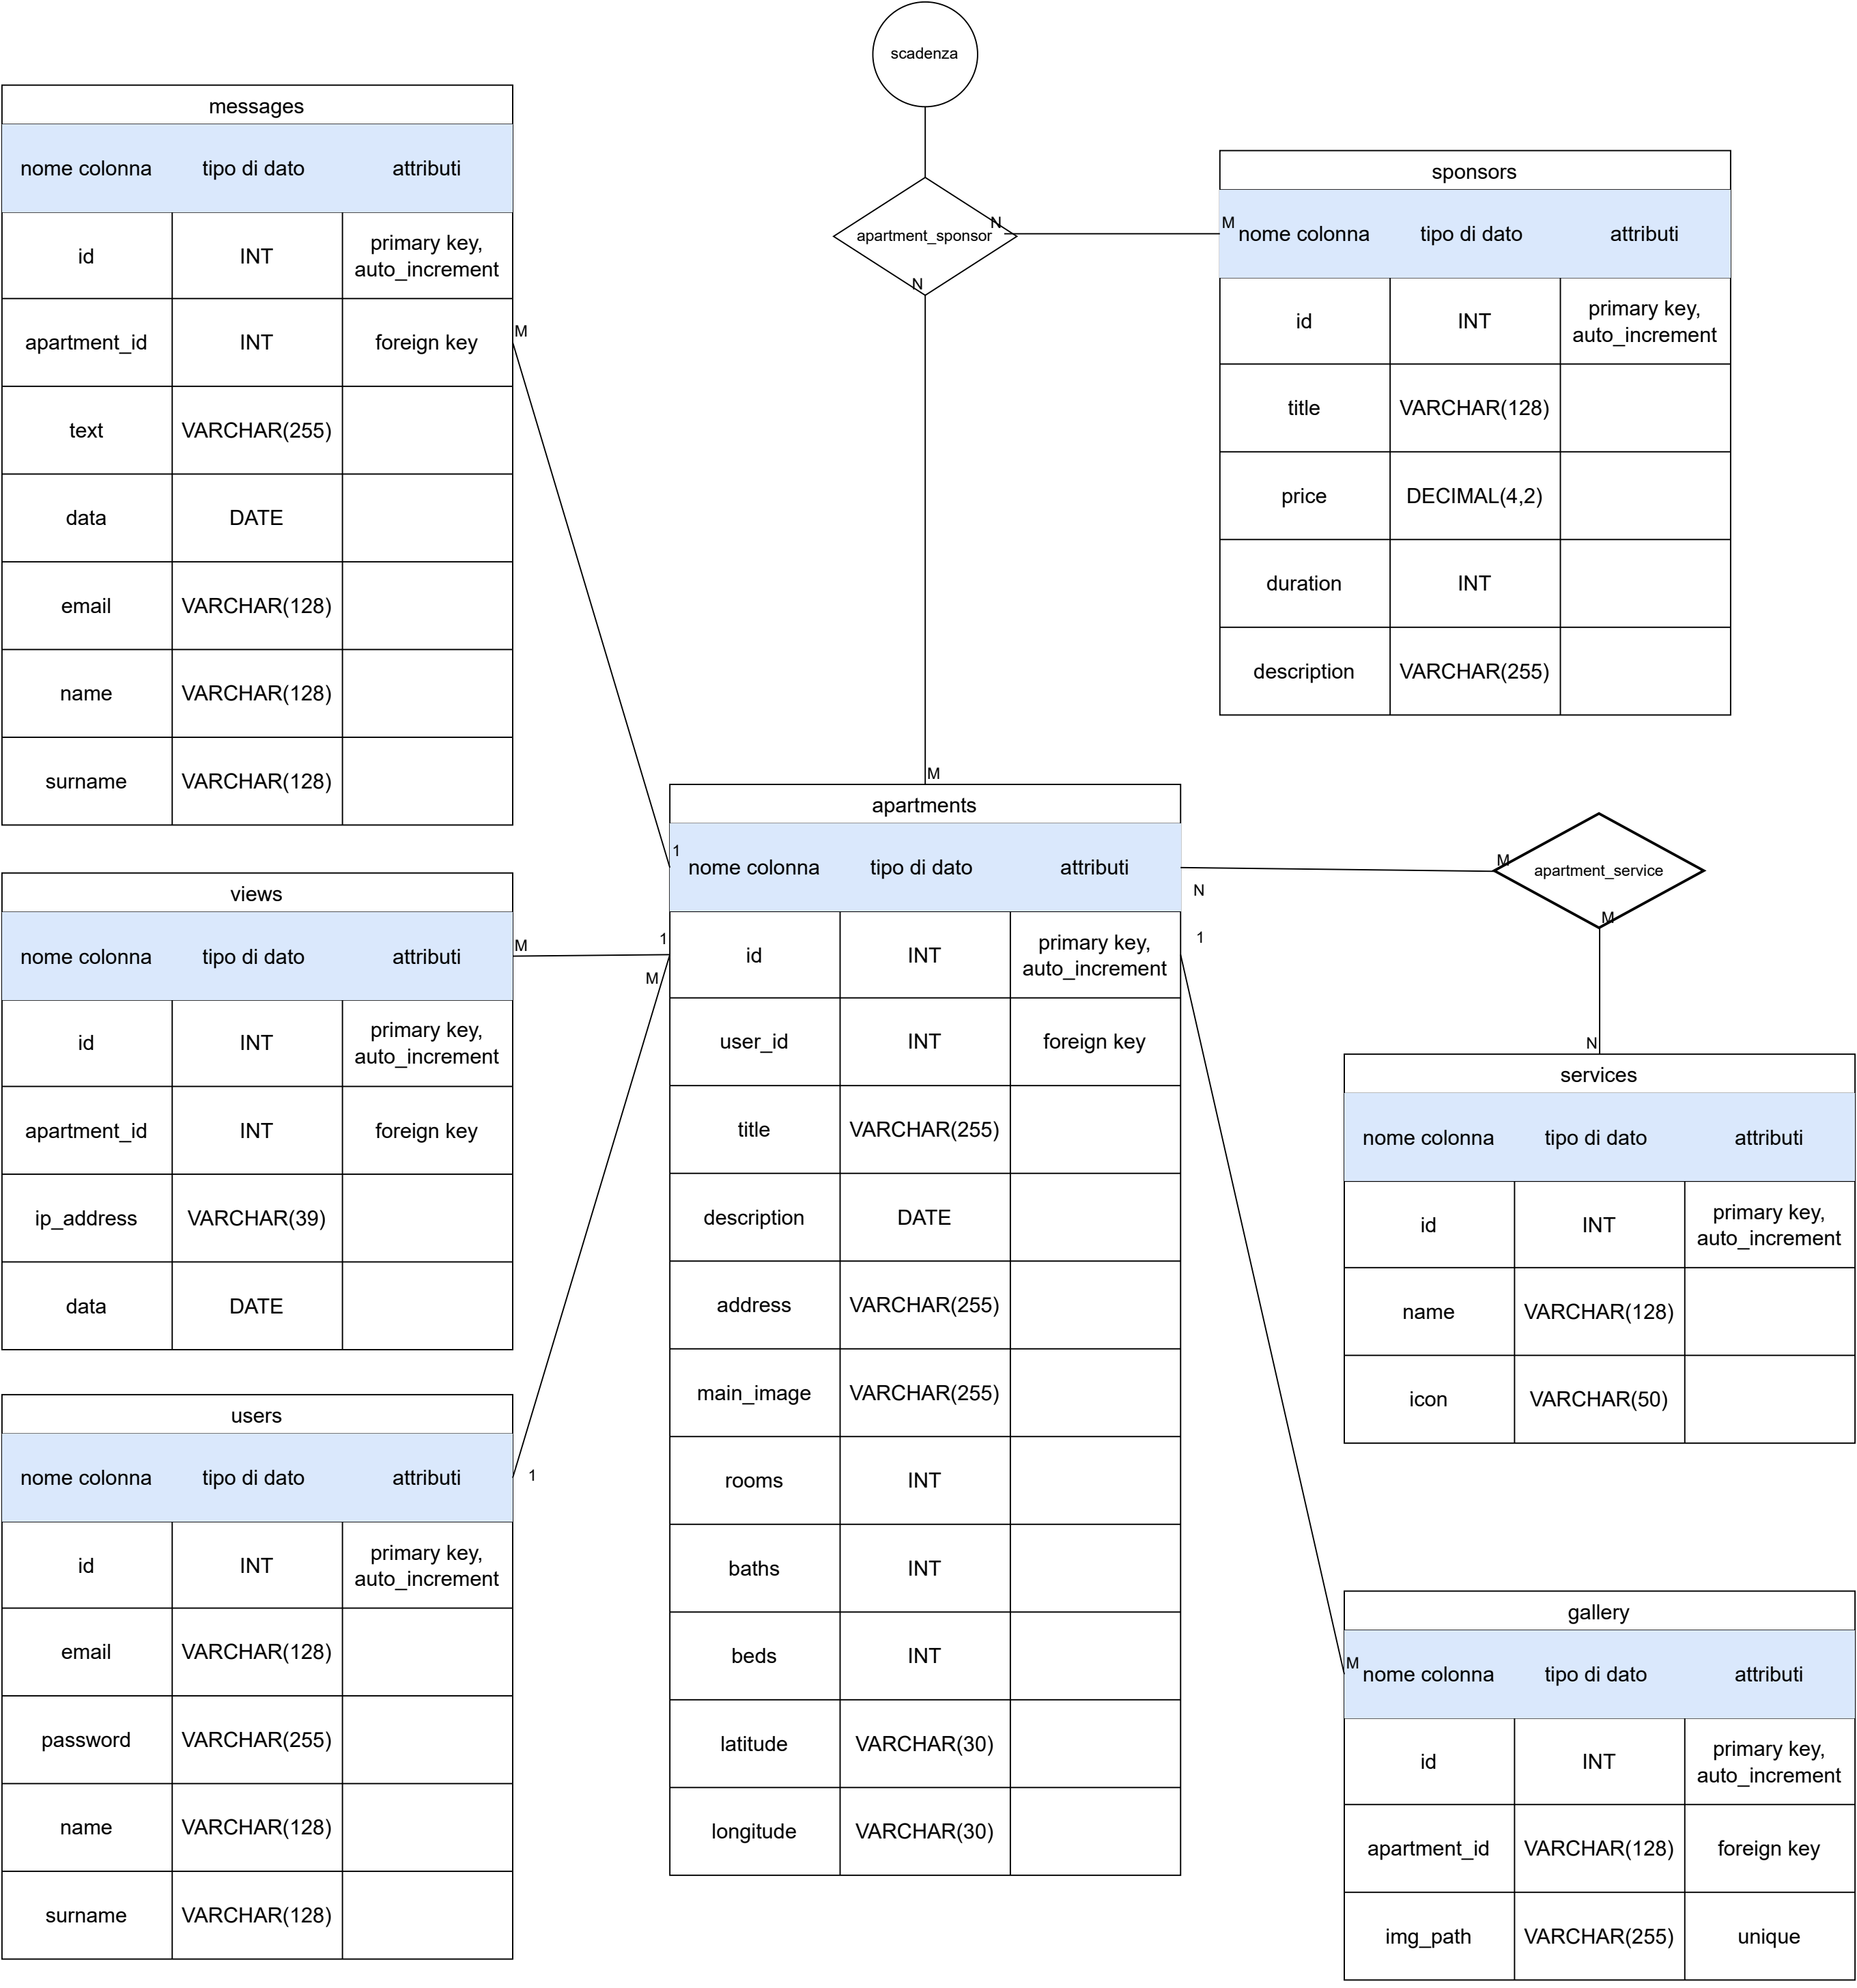 scadenza
apartment_sponsor
N
N
M
messages
nome colonna tipo di dato attributi
id INT primary key,
auto_increment
apartment_id INT foreign key
M
text VARCHAR(255)
data DATE
email VARCHAR(128)
name VARCHAR(128)
surname VARCHAR(128)
sponsors
M nome colonna tipo di dato attributi
id INT primary key,
auto_increment
title VARCHAR(128)
price DECIMAL(4,2)
duration INT
description VARCHAR(255)
views
nome colonna tipo di dato attributi
M
id INT primary key,
auto_increment
apartment_id INT foreign key
ip_address VARCHAR(39)
data DATE
users
nome colonna tipo di dato attributi
1
id INT primary key,
auto_increment
email VARCHAR(128)
password VARCHAR(255)
name VARCHAR(128)
surname VARCHAR(128)
apartments
1 nome colonna tipo di dato attributi
N
1
M
1
id INT primary key,
auto_increment
user_id INT foreign key
title VARCHAR(255)
description DATE
address VARCHAR(255)
main_image VARCHAR(255)
rooms INT
baths INT
beds INT
latitude VARCHAR(30)
longitude VARCHAR(30)
M
apartment_service
M
N
services
nome colonna tipo di dato attributi
id INT primary key,
auto_increment
name VARCHAR(128)
icon VARCHAR(50)
gallery
M nome colonna tipo di dato attributi
id INT primary key,
auto_increment
apartment_id VARCHAR(128) foreign key
img_path VARCHAR(255) unique